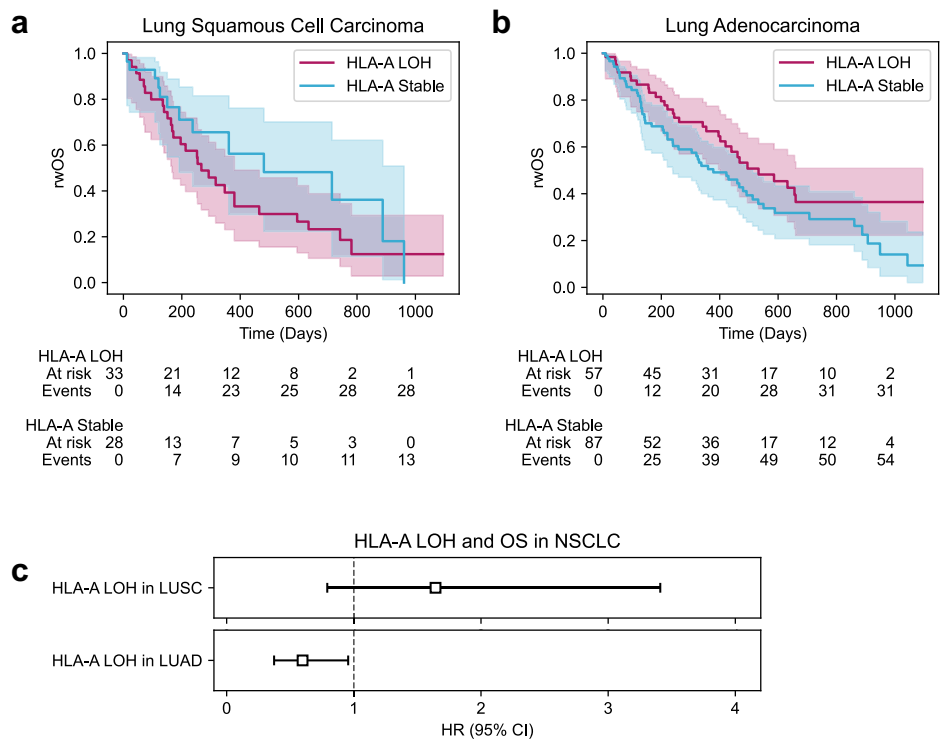 a
Lung Squamous Cell Carcinoma
HLA-A LOH
HLA-A Stable
1.0
0.8
0.6
0.4
0.2
0.0
rwOS
0 200 400 600 800 1000
Time (Days)
HLA-A LOH
At risk 33 21 12 8 2 1
Events 0 14 23 25 28 28
HLA-A Stable
At risk 28 13 7 5 3 0
Events 0 7 9 10 11 13
b
Lung Adenocarcinoma
HLA-A LOH
HLA-A Stable
1.0
0.8
0.6
0.4
0.2
0.0
rwOS
0 200 400 600 800 1000
Time (Days)
HLA-A LOH
At risk 57 45 31 17 10 2
Events 0 12 20 28 31 31
HLA-A Stable
At risk 87 52 36 17 12 4
Events 0 25 39 49 50 54
c
HLA-A LOH and OS in NSCLC
HLA-A LOH in LUSC
HLA-A LOH in LUAD
0 1 2 3 4
HR (95% CI)